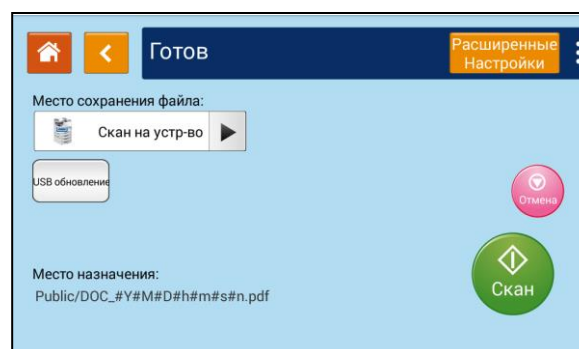 Готов
Расширенные
Настройки
Место сохранения файла:
Скан на устр-во
USB обновление
Отмена
Скан
Место назначения:
Public/DOC_#Y#M#D#h#m#s#n.pdf